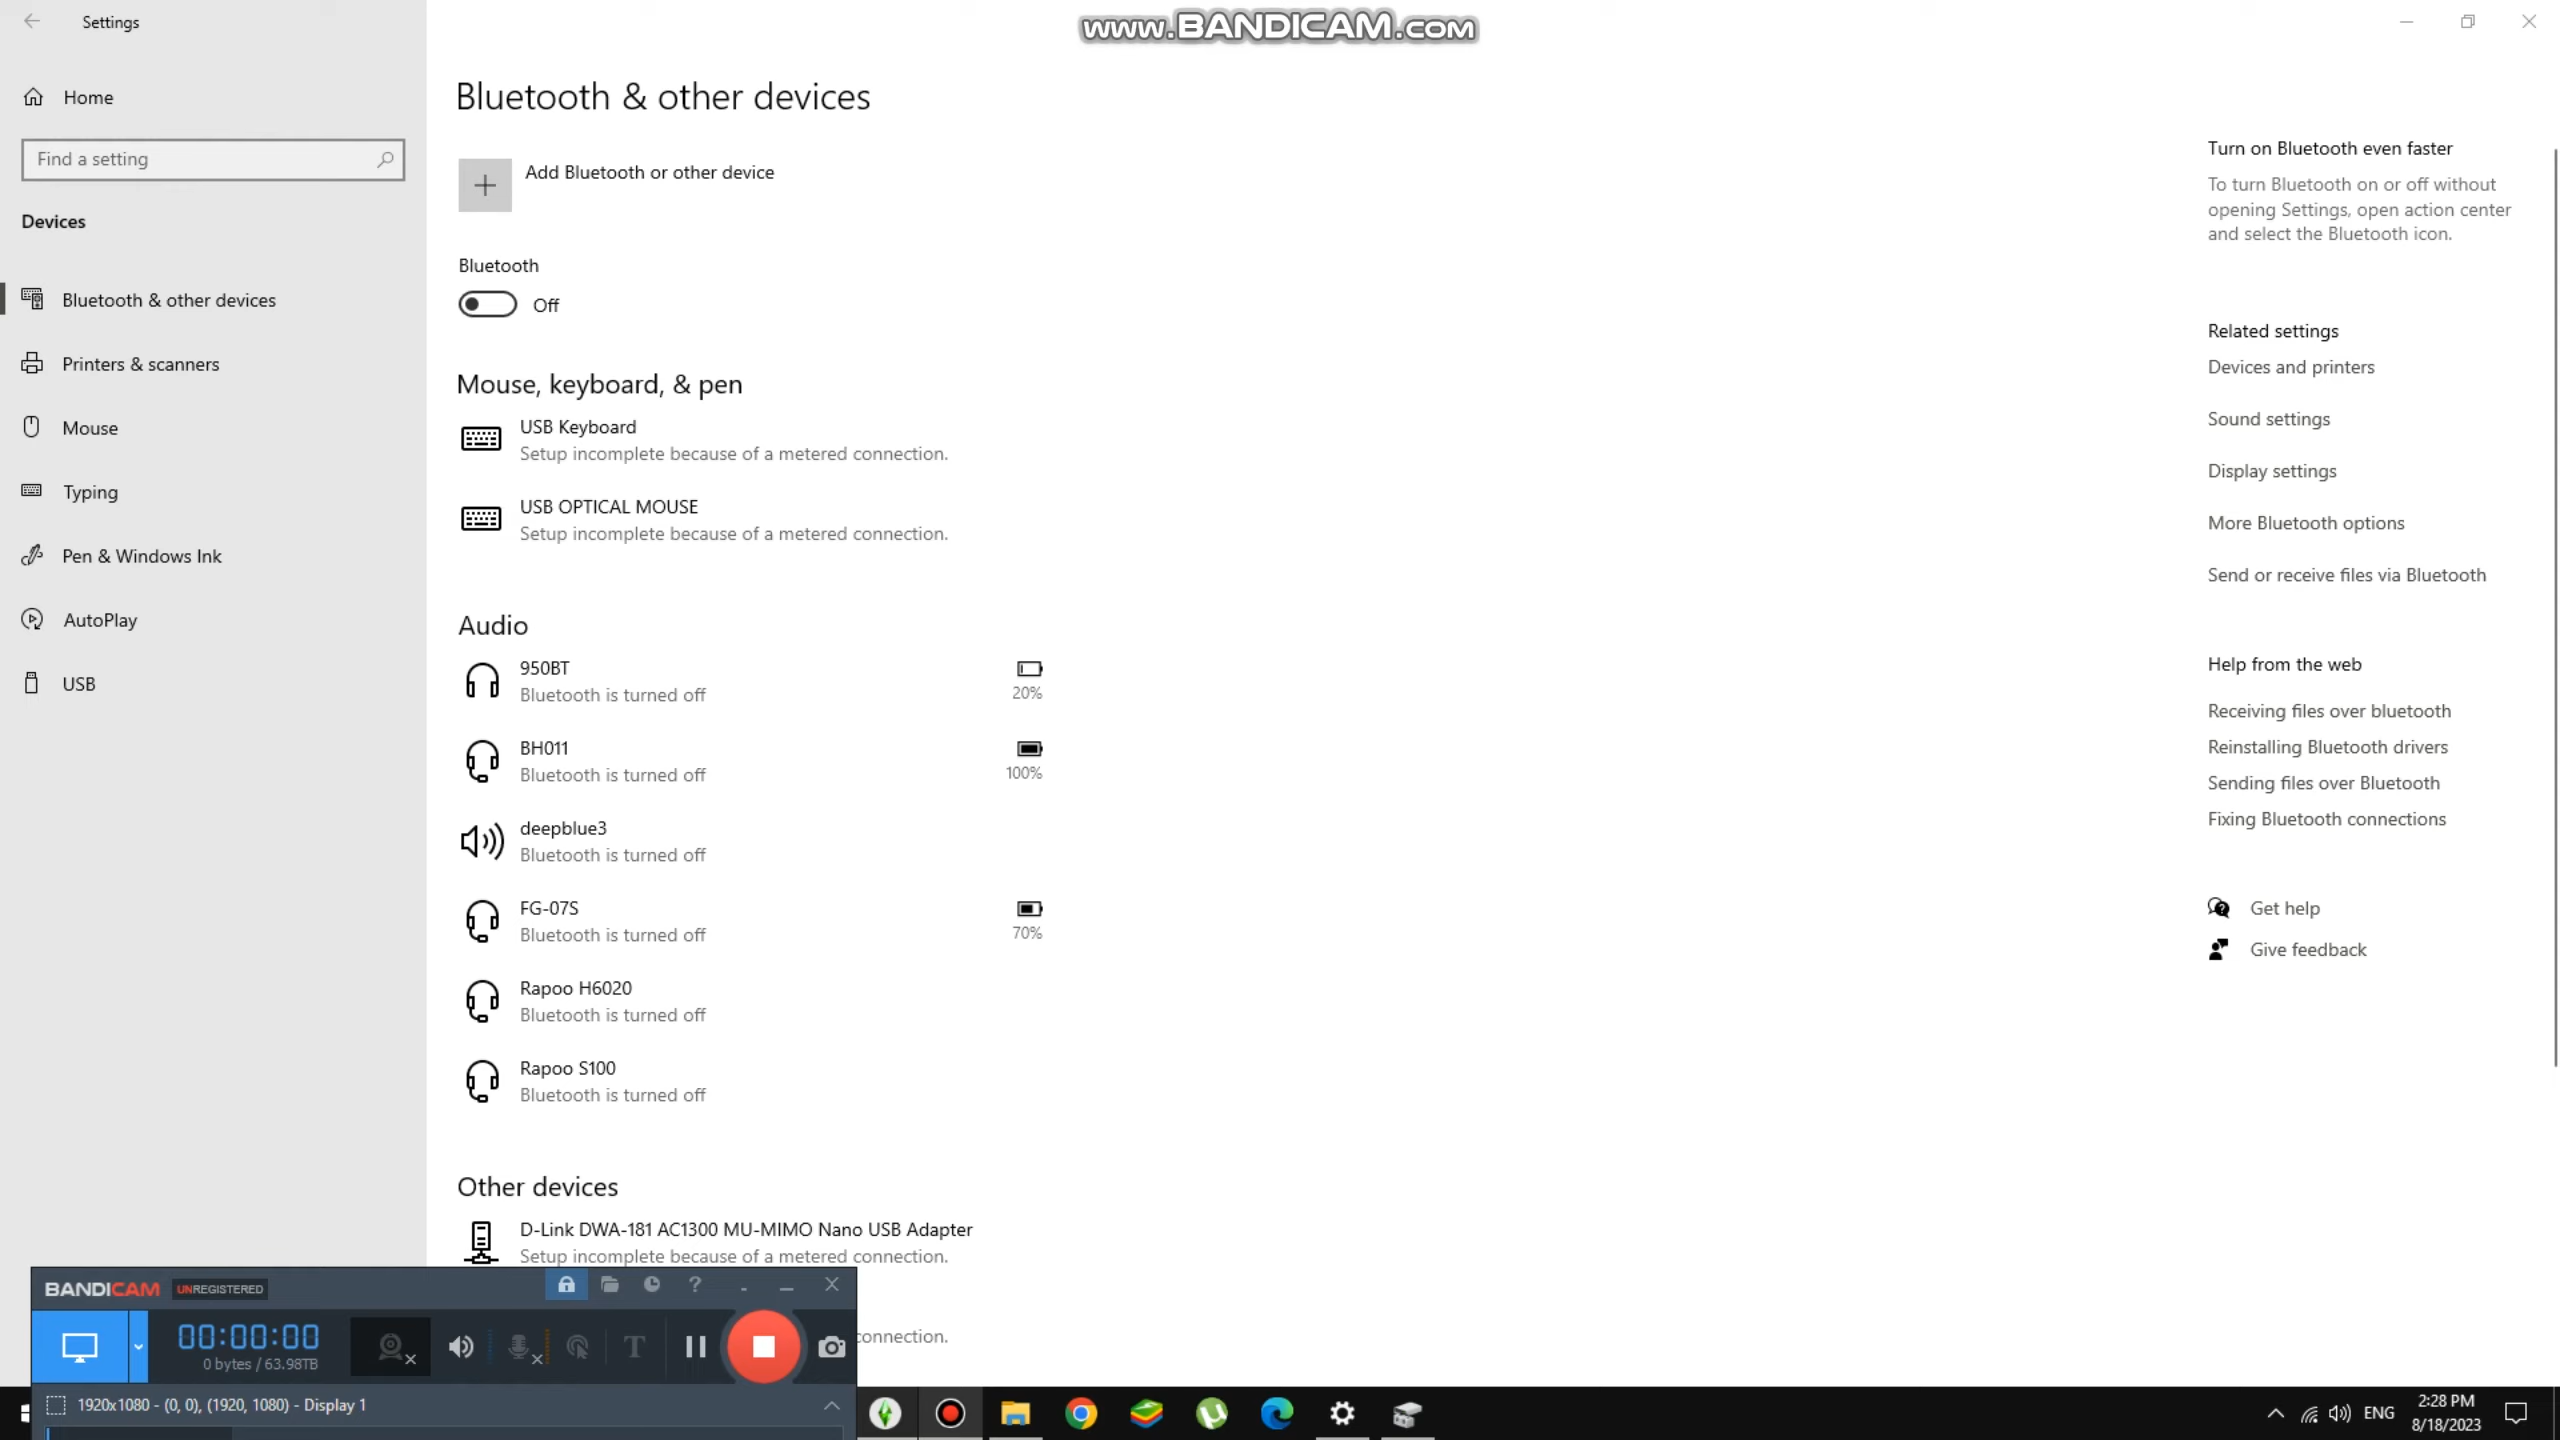 Settings
www.BANDICAM.com
Home
Find a setting
Devices
Bluetooth & other devices
Printers & scanners
Mouse
Typing
Pen & Windows Ink
AutoPlay
USB
Bluetooth & other devices
Add Bluetooth or other device
Bluetooth
Off
Mouse, keyboard, & pen
USB Keyboard
Setup incomplete because of a metered connection.
USB OPTICAL MOUSE
Setup incomplete because of a metered connection.
Audio
950BT
Bluetooth is turned off
20%
BH011
Bluetooth is turned off
100%
deepblue3
Bluetooth is turned off
FG-07S
Bluetooth is turned off
70%
Rapoo H6020
Bluetooth is turned off
Rapoo S100
Bluetooth is turned off
Other devices
D-Link DWA-181 AC1300 MU-MIMO Nano USB Adapter
Setup incomplete because of a metered connection.
connection.
Turn on Bluetooth even faster
To turn Bluetooth on or off without
opening Settings, open action center
and select the Bluetooth icon.
Related settings
Devices and printers
Sound settings
Display settings
More Bluetooth options
Send or receive files via Bluetooth
Help from the web
Receiving files over bluetooth
Reinstalling Bluetooth drivers
Sending files over Bluetooth
Fixing Bluetooth connections
Get help
Give feedback
BANDICAM UNREGISTERED
00:00:00
0 bytes / 63.98TB
T
1920x1080 - (0, 0), (1920, 1080) - Display 1
ENG
2:28 PM
8/18/2023